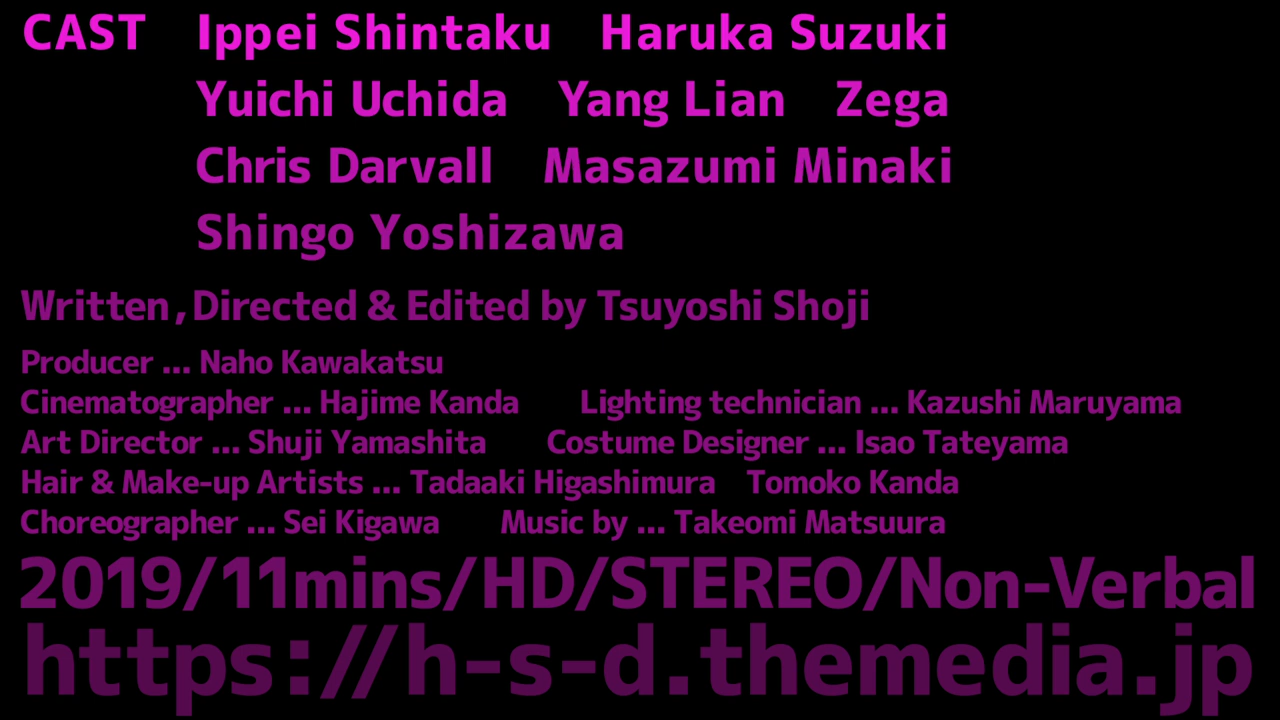 CAST Ippei Shintaku Haruka Suzuki
Yuichi Uchida Yang Lian Zega
Chris Darvall Masazumi Minaki
Shingo Yoshizawa
Written, Directed & Edited by Tsuyoshi Shoji
Producer ... Naho Kawakatsu
Cinematographer ... Hajime Kanda Lighting technician ... Kazushi Maruyama
Art Director ... Shuji Yamashita Costume Designer ... Isao Tateyama
Hair & Make-up Artists ... Tadaaki Higashimura Tomoko Kanda
Choreographer ... Sei Kigawa Music by ... Takeomi Matsuura
2019/11mins/HD/STEREO/Non-Verbal
https://h-s-d.themedia.jp